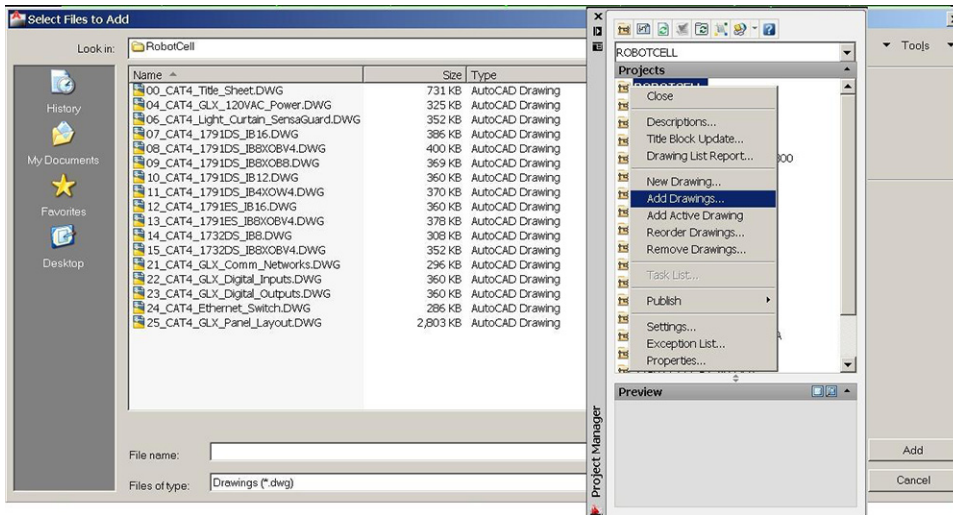 Select Files to Add
Look in:
RobotCell
Tools
Name Size Type
00_CAT4_Title_Sheet.DWG 731 KB AutoCAD Drawing
04_CAT4_GLX_120VAC_Power.DWG 325 KB AutoCAD Drawing
06_CAT4_Light_Curtain_SensaGuard.DWG 352 KB AutoCAD Drawing
07_CAT4_1791DS_IB16.DWG 386 KB AutoCAD Drawing
08_CAT4_1791DS_IB8XOBV4.DWG 400 KB AutoCAD Drawing
09_CAT4_1791DS_IB8XOB8.DWG 369 KB AutoCAD Drawing
10_CAT4_1791DS_IB12.DWG 360 KB AutoCAD Drawing
11_CAT4_1791DS_IB4XOW4.DWG 370 KB AutoCAD Drawing
12_CAT4_1791ES_IB16.DWG 360 KB AutoCAD Drawing
13_CAT4_1791ES_IB8XOBV4.DWG 378 KB AutoCAD Drawing
14_CAT4_1732DS_IB8.DWG 308 KB AutoCAD Drawing
15_CAT4_1732DS_IB8XOBV4.DWG 352 KB AutoCAD Drawing
21_CAT4_GLX_Comm_Networks.DWG 296 KB AutoCAD Drawing
22_CAT4_GLX_Digital_Inputs.DWG 360 KB AutoCAD Drawing
23_CAT4_GLX_Digital_Outputs.DWG 360 KB AutoCAD Drawing
24_CAT4_Ethernet_Switch.DWG 286 KB AutoCAD Drawing
25_CAT4_GLX_Panel_Layout.DWG 2,803 KB AutoCAD Drawing
History
My Documents
Favorites
Desktop
File name:
Files of type: Drawings (*.dwg)
ROBOTCELL
Projects
ROBOTCELL
Close
Descriptions...
Title Block Update...
Drawing List Report...
New Drawing...
Add Drawings...
Add Active Drawing
Reorder Drawings...
Remove Drawings...
Task List...
Publish
Settings...
Exception List...
Properties...
Preview
Project Manager
Add
Cancel